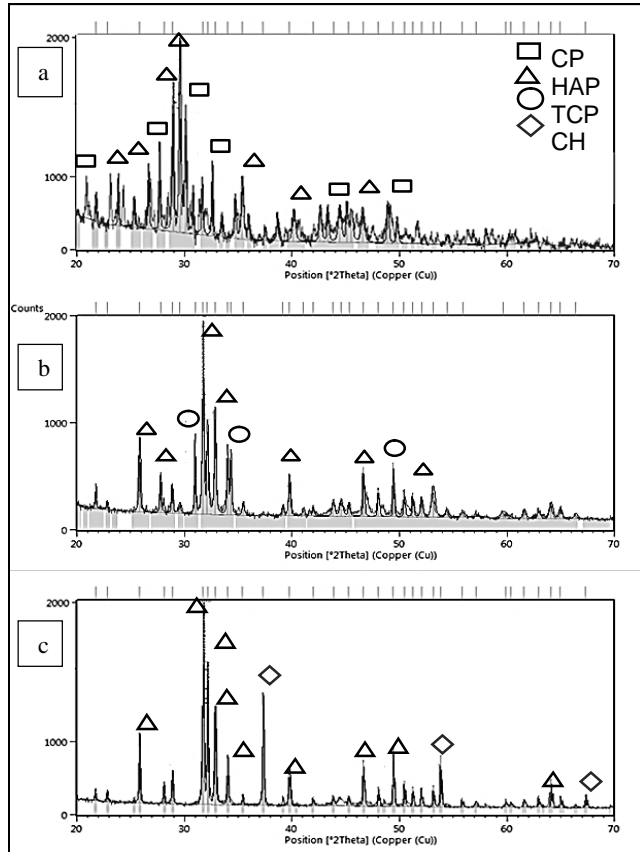 2000
a
1000
0
20 30 40 50 60 70
Position [°2Theta] (Copper (Cu))
CP
HAP
TCP
CH
Counts
2000
b
1000
0
20 30 40 50 60 70
Position [°2Theta] (Copper (Cu))
2000
c
1000
0
20 30 40 50 60 70
Position [°2Theta] (Copper (Cu))